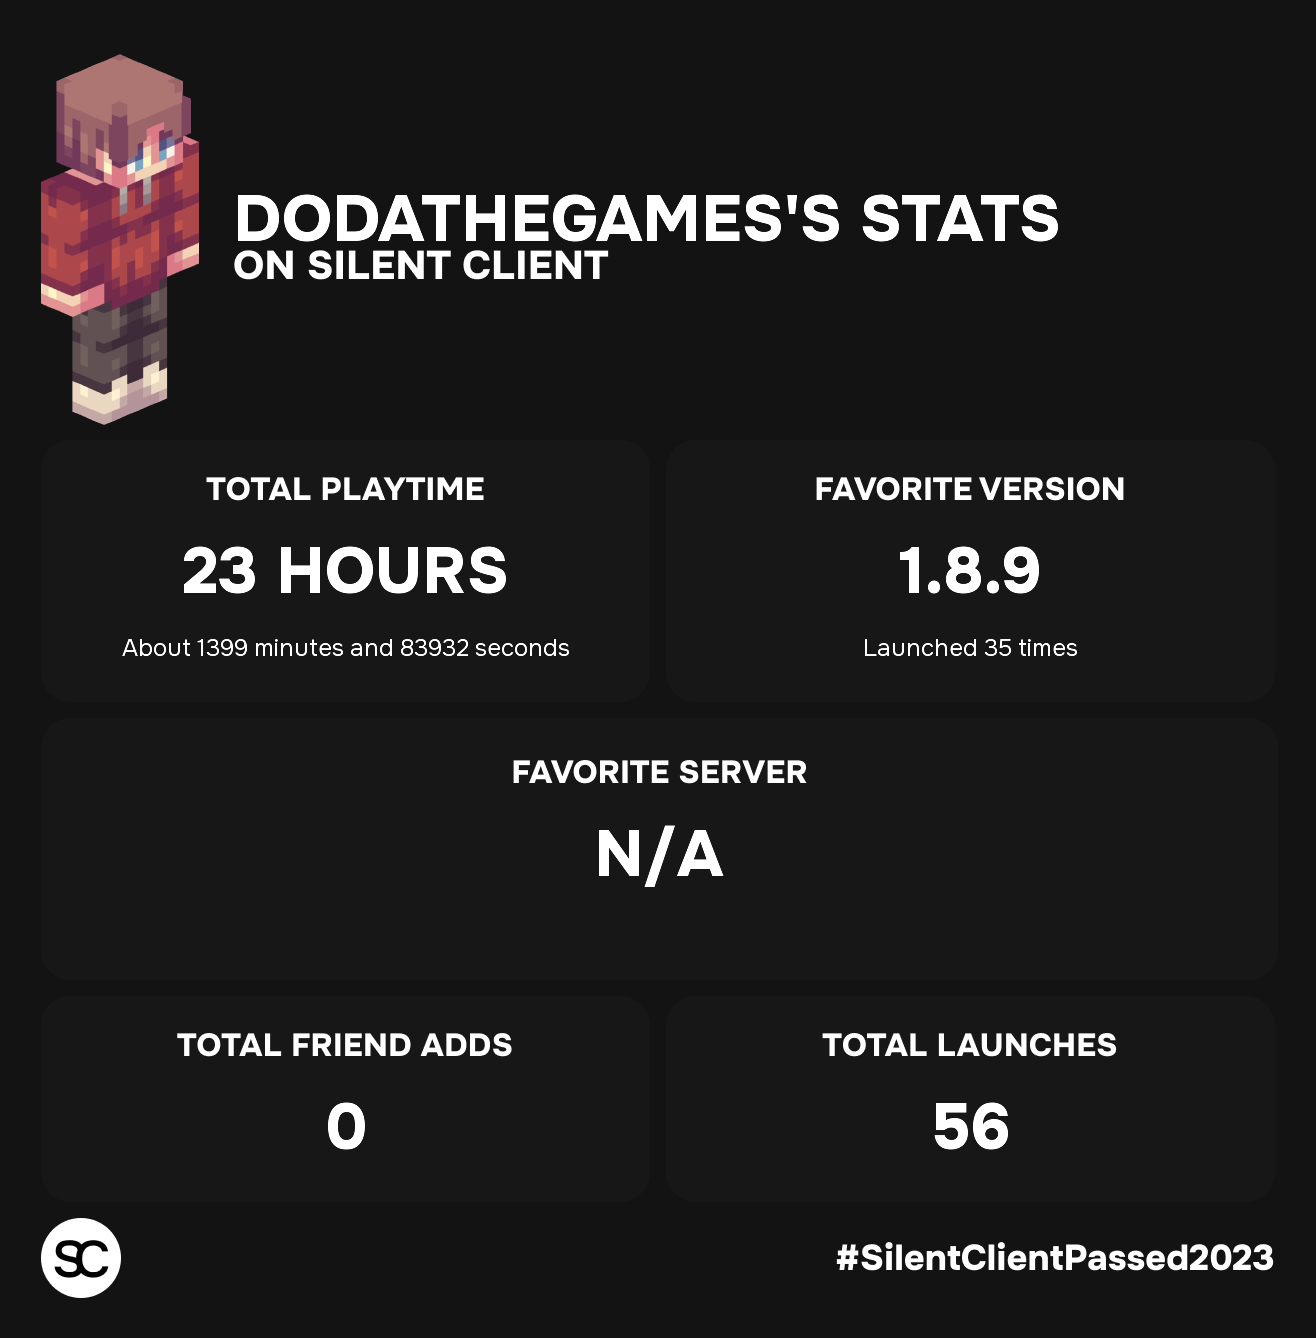 DODATHEGAMES'S STATS
ON SILENT CLIENT
TOTAL PLAYTIME
23 HOURS
About 1399 minutes and 83932 seconds
FAVORITE VERSION
1.8.9
Launched 35 times
FAVORITE SERVER
N/A
TOTAL FRIEND ADDS
0
TOTAL LAUNCHES
56
SC
#SilentClientPassed2023